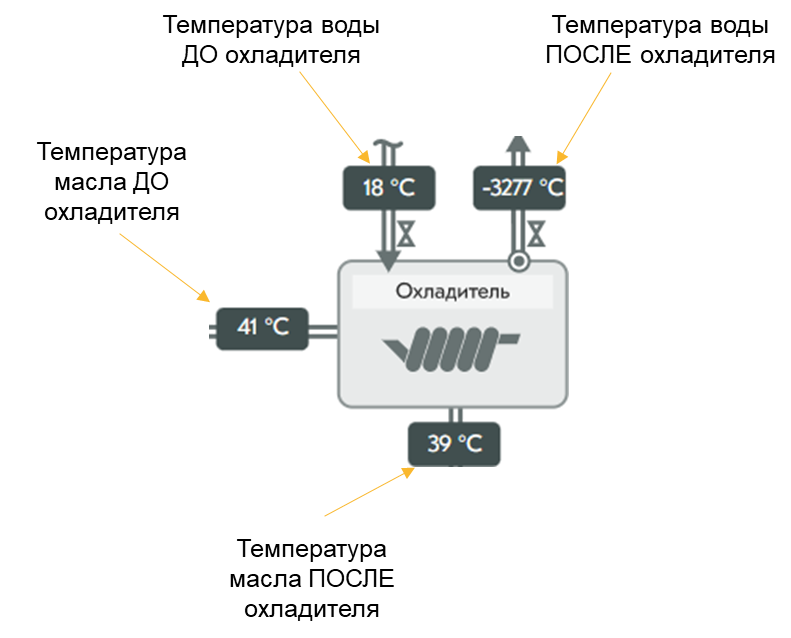 Температура воды
ДО охладителя
Температура воды
ПОСЛЕ охладителя
Температура
масла ДО
охладителя
18 °C
-3277 °C
Охладитель
41 °C
39 °C
Температура
масла ПОСЛЕ
охладителя